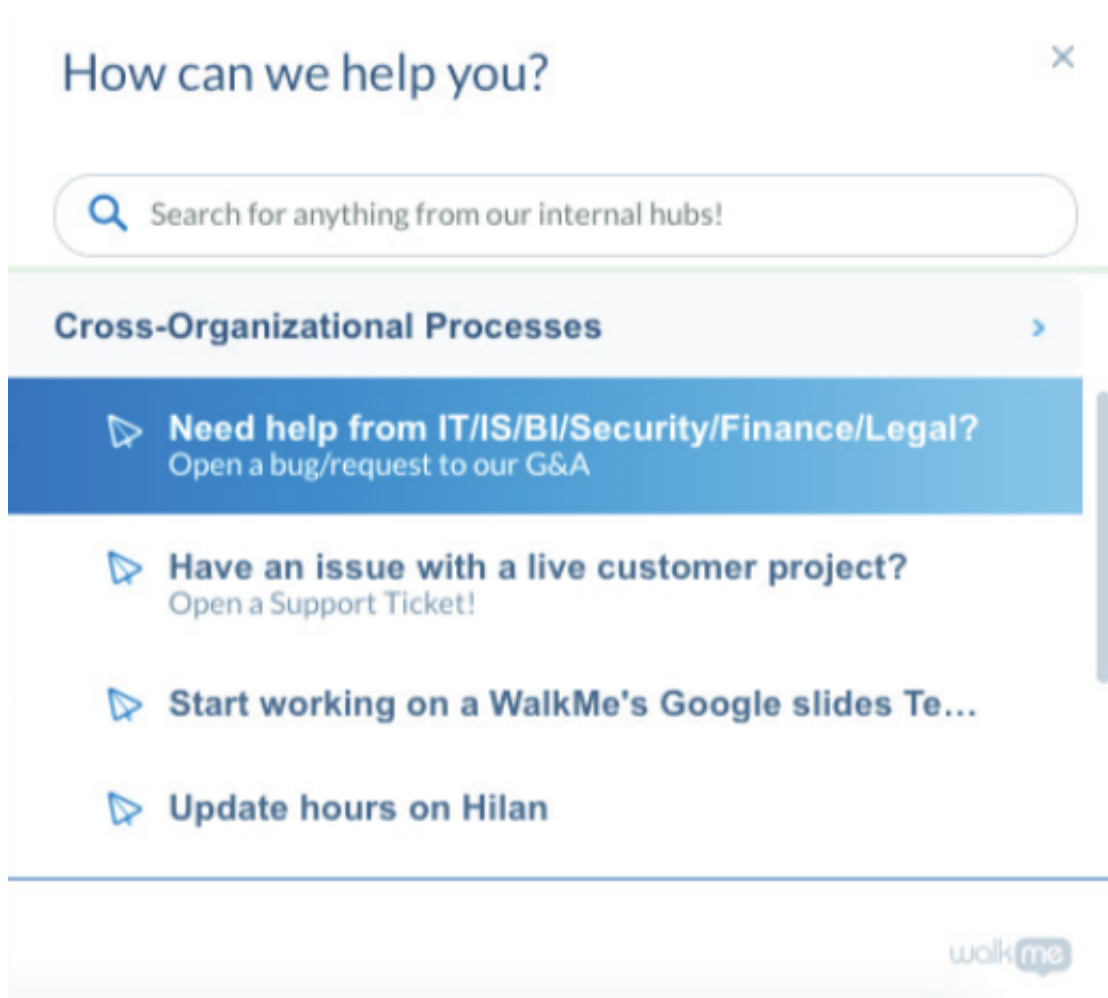 How can we help you?
Search for anything from our internal hubs!
Cross-Organizational Processes
Need help from IT/IS/BI/Security/Finance/Legal?
Open a bug/request to our G&A
Have an issue with a live customer project?
Open a Support Ticket!
Start working on a WalkMe's Google slides Te...
Update hours on Hilan
walkme